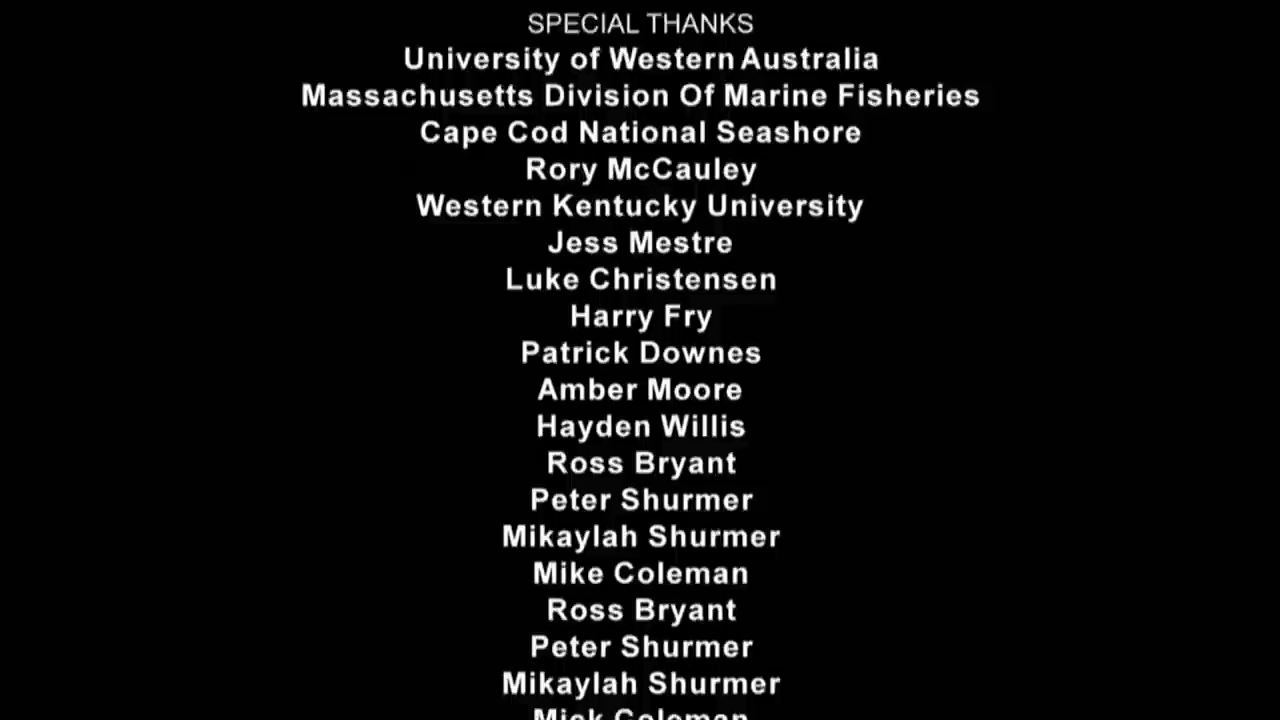 SPECIAL THANKS
University of Western Australia
Massachusetts Division Of Marine Fisheries
Cape Cod National Seashore
Rory McCauley
Western Kentucky University
Jess Mestre
Luke Christensen
Harry Fry
Patrick Downes
Amber Moore
Hayden Willis
Ross Bryant
Peter Shurmer
Mikaylah Shurmer
Mike Coleman
Ross Bryant
Peter Shurmer
Mikaylah Shurmer
Mick Coleman